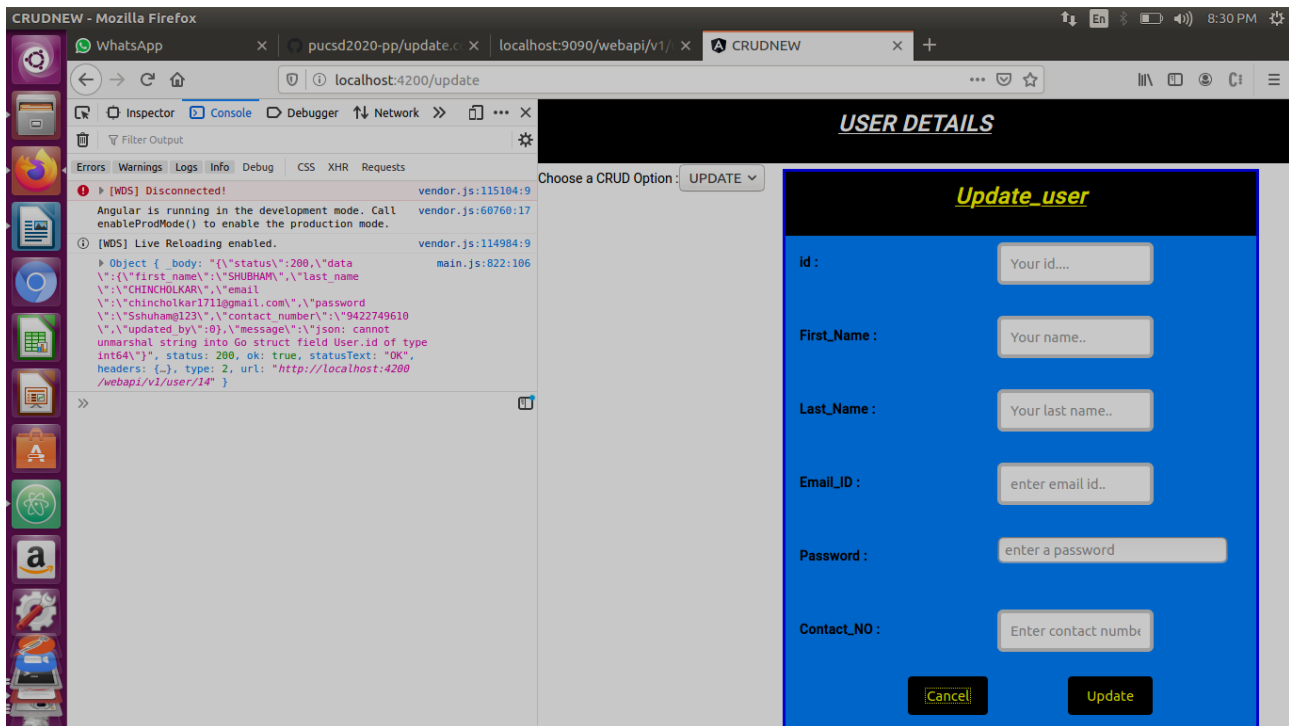 CRUDNEW - Mozilla Firefox
En
8:30 PM
WhatsApp
pucsd2020-pp/update.c
localhost:9090/webapi/v1/
CRUDNEW
localhost:4200/update
Inspector Console Debugger Network
Filter Output
Errors Warnings Logs Info Debug CSS XHR Requests
[WDS] Disconnected! vendor.js:115104:9
Angular is running in the development mode. Call vendor.js:60760:17
enableProdMode() to enable the production mode.
[WDS] Live Reloading enabled. vendor.js:114984:9
Object { _body: "{\"status\":200,\"data main.js:822:106
\":{\"first_name\":\"SHUBHAM\",\"last_name
\":\"CHINCHOLKAR\",\"email
\":\"chincholkar1711@gmail.com\",\"password
\":\"Sshuham@123\",\"contact_number\":\"9422749610
\",\"updated_by\":0},\"message\":\"json: cannot
unmarshal string into Go struct field User.id of type
int64\"}", status: 200, ok: true, statusText: "OK",
headers: {…}, type: 2, url: "http://localhost:4200
/webapi/v1/user/14" }
USER DETAILS
Choose a CRUD Option : UPDATE
Update_user
id : Your id....
First_Name : Your name..
Last_Name : Your last name..
Email_ID : enter email id..
Password : enter a password
Contact_NO : Enter contact numbe
Cancel Update